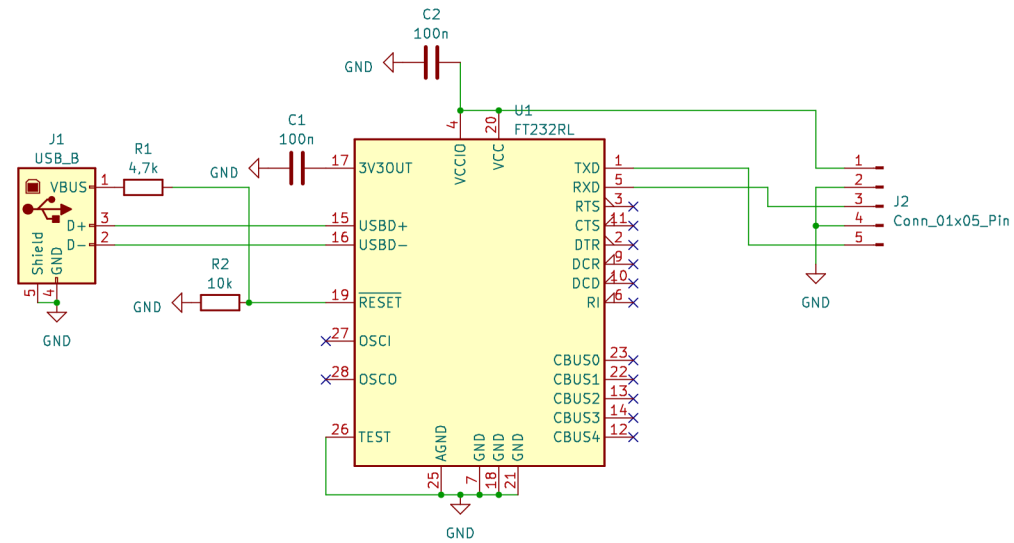 C2
100n
GND
U1
FT232RL
4
20
VCCIO
VCC
C1
100n
GND
17
3V3OUT
TXD
1
1
J1
USB_B
R1
4,7k
VBUS
1
RXD
5
2
RTS
3
3
J2
Conn_01x05_Pin
D+
3
15
USBD+
CTS
11
4
D-
2
16
USBD-
DTR
2
5
Shield
GND
5
4
GND
R2
10k
GND
DCR
9
DCD
10
19
RESET
RI
6
GND
27
OSCI
28
OSCO
CBUS0
23
CBUS1
22
CBUS2
13
CBUS3
14
CBUS4
12
26
TEST
AGND
GND
GND
GND
25
7
18
21
GND